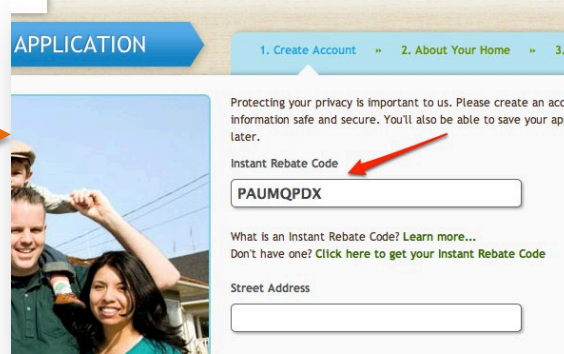 APPLICATION
1. Create Account » 2. About Your Home » 3.
Protecting your privacy is important to us. Please create an acc
information safe and secure. You'll also be able to save your ap
later.
Instant Rebate Code
PAUMQPDX
What is an Instant Rebate Code? Learn more...
Don't have one? Click here to get your Instant Rebate Code
Street Address